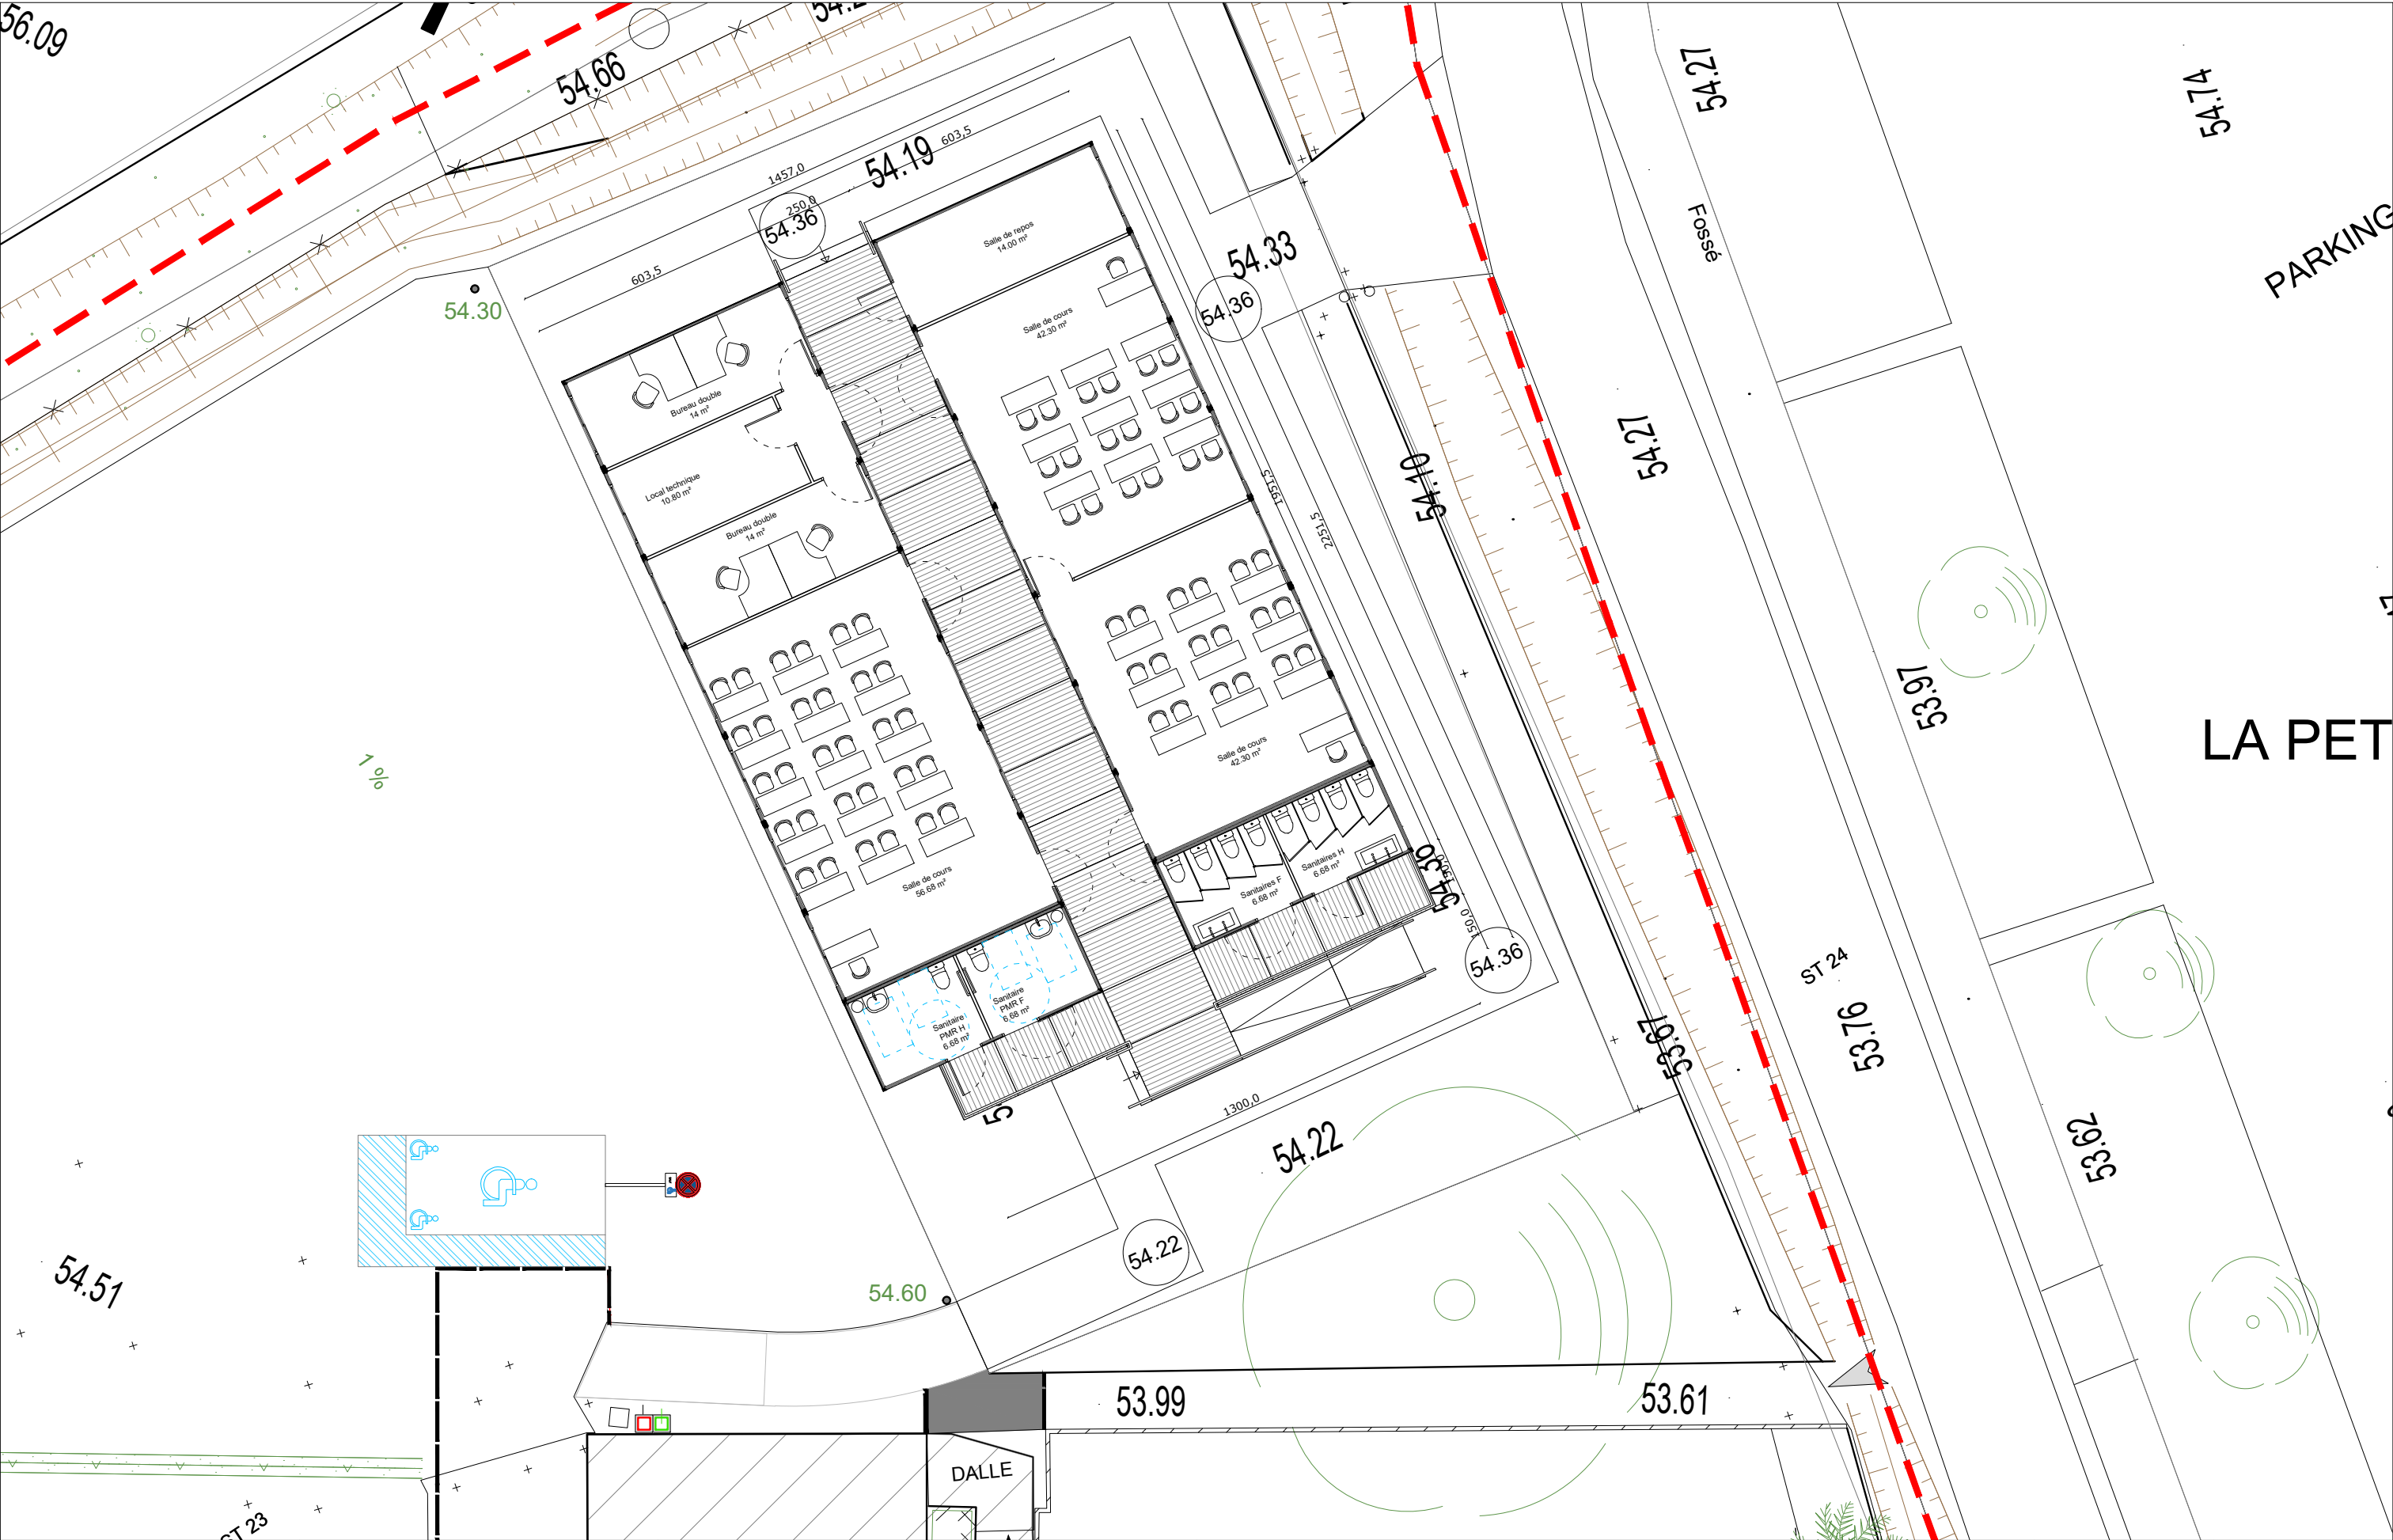 56.09
54.66
54.27
54.74
54.19
603,5
1457,0
250,0
54.36
603,5
54.30
Salle de repos
14.00 m²
54.33
54.36
Fossé
PARKING
Salle de cours
42.30 m²
Bureau double
14 m²
Local technique
10.80 m²
Bureau double
14 m²
1951,5
2251,5
54.10
54.27
53.97
LA PET
1 %
Salle de cours
42.30 m²
Salle de cours
56.68 m²
Sanitaires H
6.68 m²
Sanitaires F
6.68 m²
54.36
150,0
54.36
Sanitaire
PMR F
6.68 m²
Sanitaire
PMR H
6.68 m²
ST 24
53.76
53.67
1300,0
54.22
53.62
54.22
54.51
54.60
53.99
53.61
DALLE
ST 23